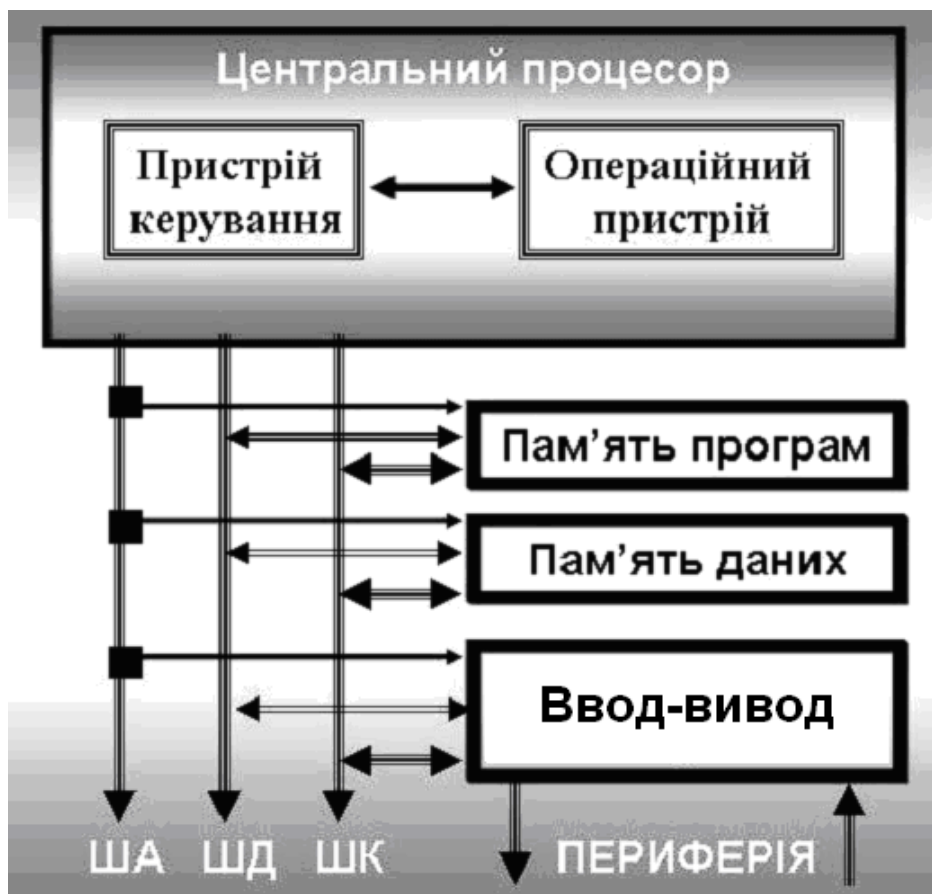 Центральний процесор
Пристрій
керування
Операційний
пристрій
Пам’ять програм
Пам’ять даних
Ввод-вивод
ША ШД ШК ПЕРИФЕРІЯ